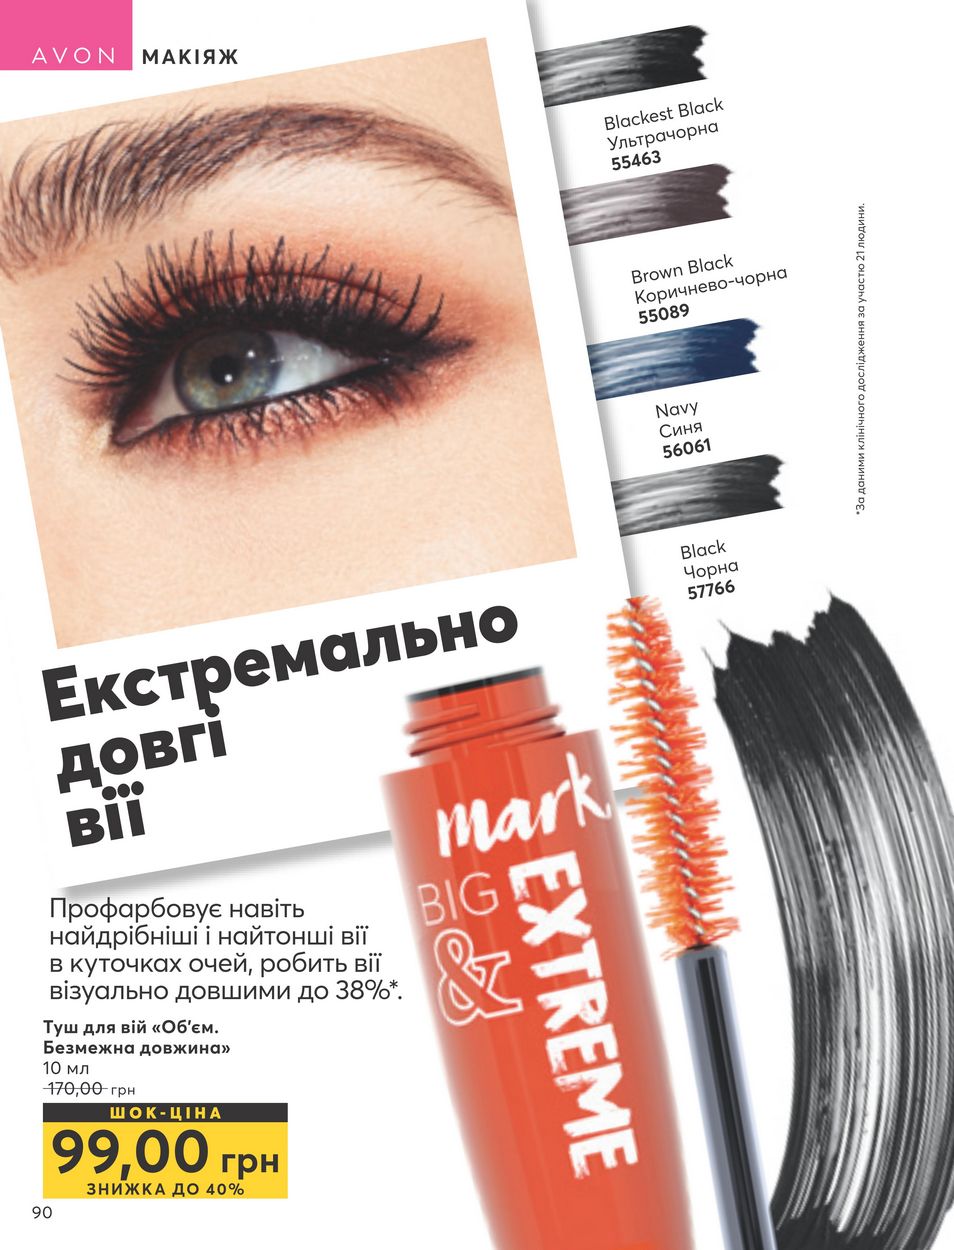 AVON МАКІЯЖ
Blackest Black
Ультрачорна
55463
Brown Black
Коричнево-чорна
55089
Navy
Синя
56061
Black
Чорна
57766
*За даними клінічного дослідження за участю 21 людини.
Екстремально
довгі
вії
mark.
BIG
&
EXTREME
Профарбовує навіть
найдрібніші і найтонші вії
в куточках очей, робить вії
візуально довшими до 38%*.
Туш для вій «Об'єм.
Безмежна довжина»
10 мл
170,00 грн
ШОК-ЦІНА
99,00 грн
ЗНИЖКА ДО 40%
90